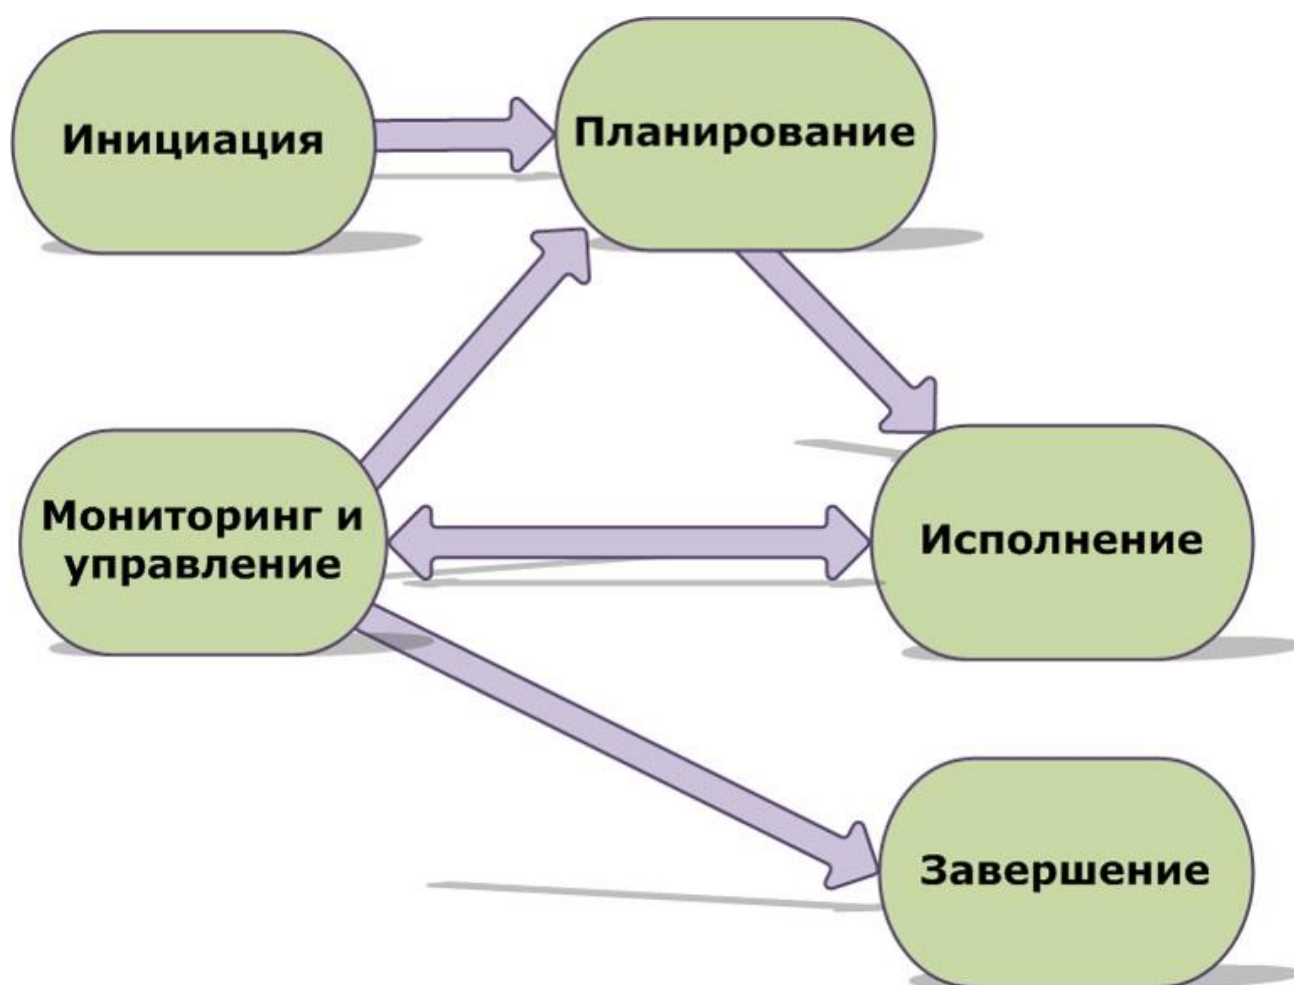 Инициация
Планирование
Мониторинг и
управление
Исполнение
Завершение